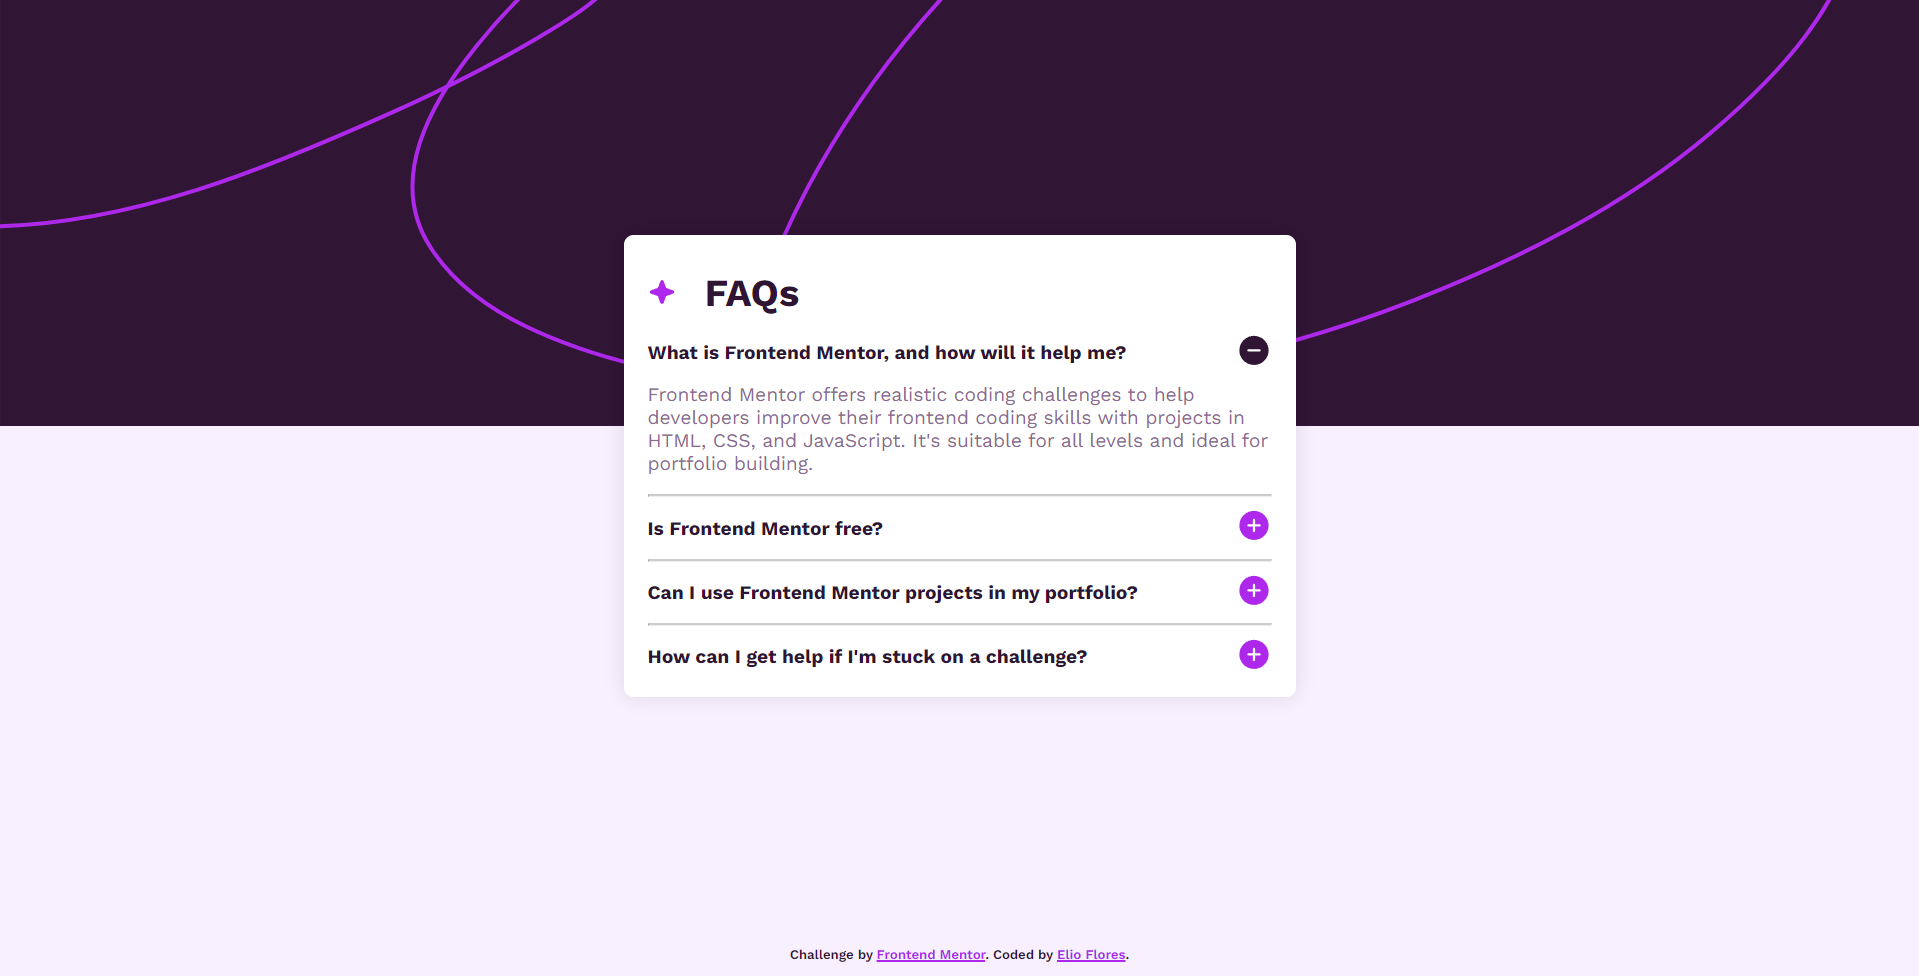 FAQs
What is Frontend Mentor, and how will it help me?
Frontend Mentor offers realistic coding challenges to help
developers improve their frontend coding skills with projects in
HTML, CSS, and JavaScript. It's suitable for all levels and ideal for
portfolio building.
Is Frontend Mentor free?
Can I use Frontend Mentor projects in my portfolio?
How can I get help if I'm stuck on a challenge?
Challenge by Frontend Mentor. Coded by Elio Flores.